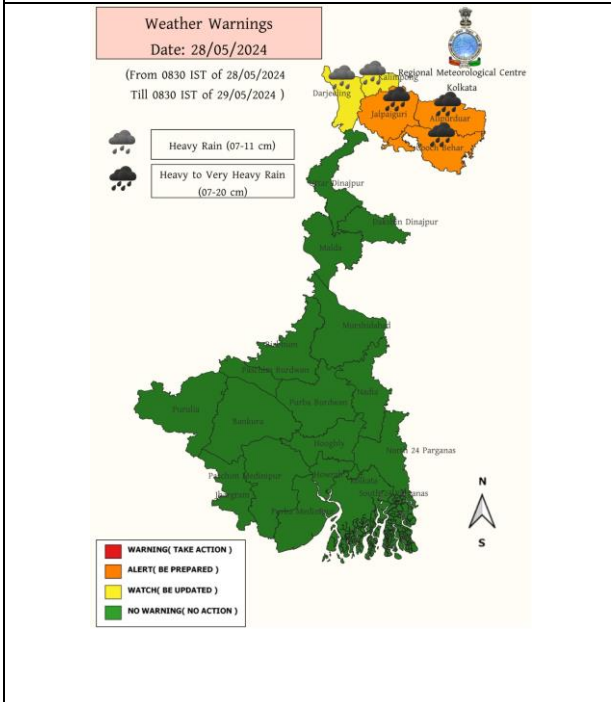 Weather Warnings
Date: 28/05/2024
(From 0830 IST of 28/05/2024
Till 0830 IST of 29/05/2024 )
Regional Meteorological Centre
Kolkata
Heavy Rain (07-11 cm)
Heavy to Very Heavy Rain
(07-20 cm)
Darjeeling
Kalimpong
Jalpaiguri
Alipurduar
Cooch Behar
Uttar Dinajpur
Dakshin Dinajpur
Malda
Murshidabad
Birbhum
Paschim Bardwan
Purba Bardwan
Nadia
Purulia
Bankura
Hooghly
North 24 Parganas
Paschim Medinipur
Howrah
Kolkata
Jhargram
South 24 Parganas
Purba Medinipur
N
S
WARNING( TAKE ACTION )
ALERT( BE PREPARED )
WATCH( BE UPDATED )
NO WARNING( NO ACTION )